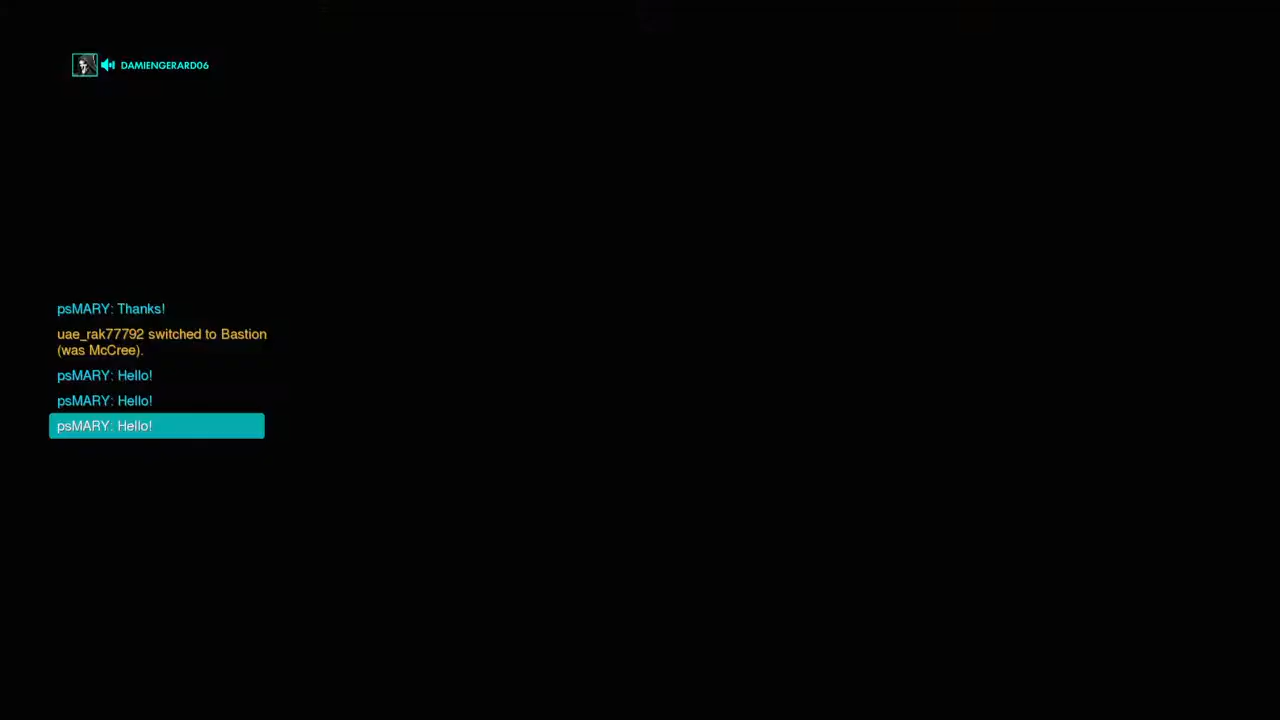 DAMIENGERARD06
psMARY: Thanks!
uae_rak77792 switched to Bastion
(was McCree).
psMARY: Hello!
psMARY: Hello!
psMARY: Hello!